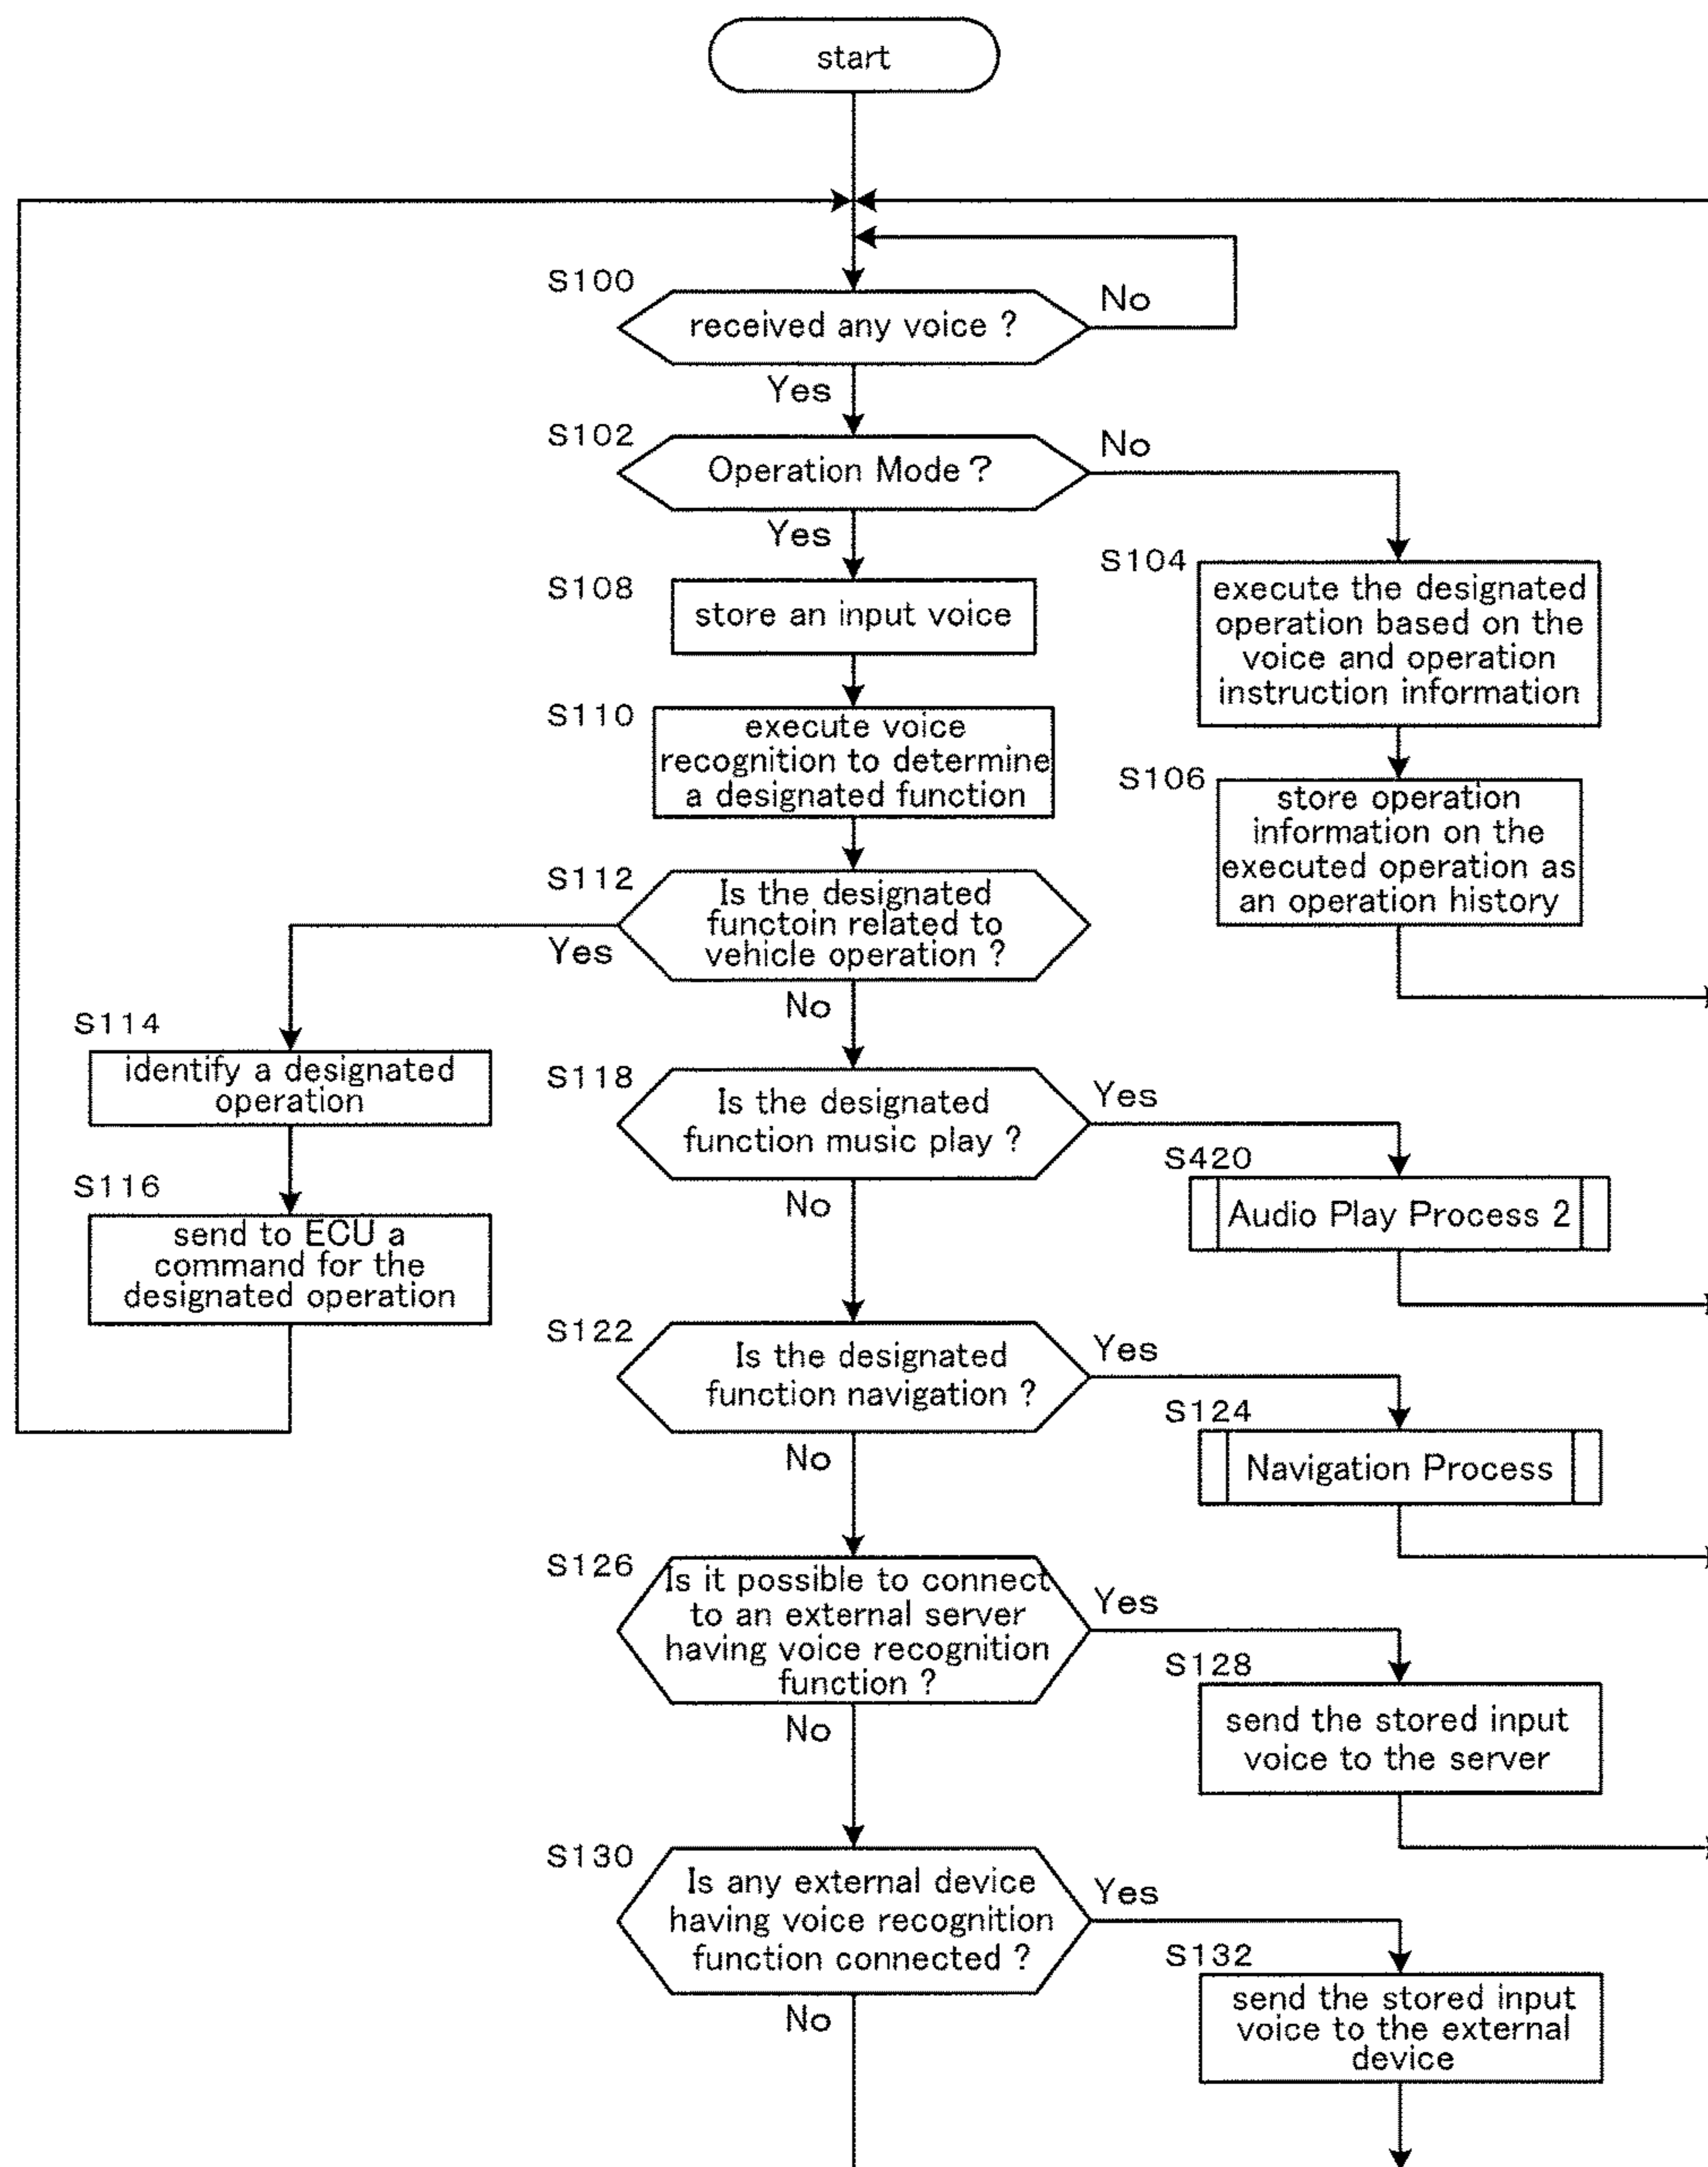 start
S100
received any voice ?
No
Yes
S102
Operation Mode ?
No
Yes
S104
execute the designated
operation based on the
voice and operation
instruction information
S108
store an input voice
S110
execute voice
recognition to determine
a designated function
S106
store operation
information on the
executed operation as
an operation history
S112
Is the designated
functoin related to
vehicle operation ?
Yes
No
S114
identify a designated
operation
S118
Is the designated
function music play ?
Yes
No
S420
Audio Play Process 2
S116
send to ECU a
command for the
designated operation
S122
Is the designated
function navigation ?
Yes
No
S124
Navigation Process
S126
Is it possible to connect
to an external server
having voice recognition
function ?
Yes
No
S128
send the stored input
voice to the server
S130
Is any external device
having voice recognition
function connected ?
Yes
No
S132
send the stored input
voice to the external
device